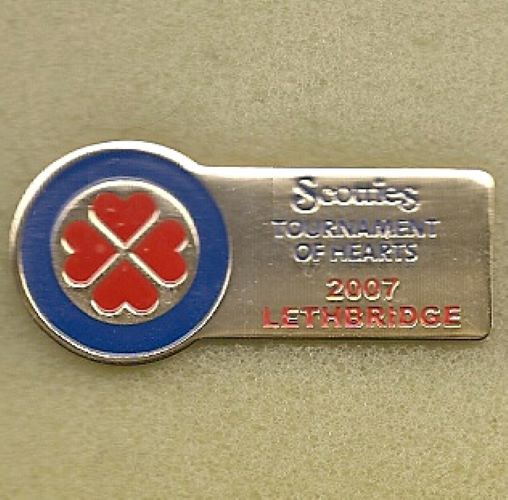 Scotties
TOURNAMENT
OF HEARTS
2007
LETHBRIDGE